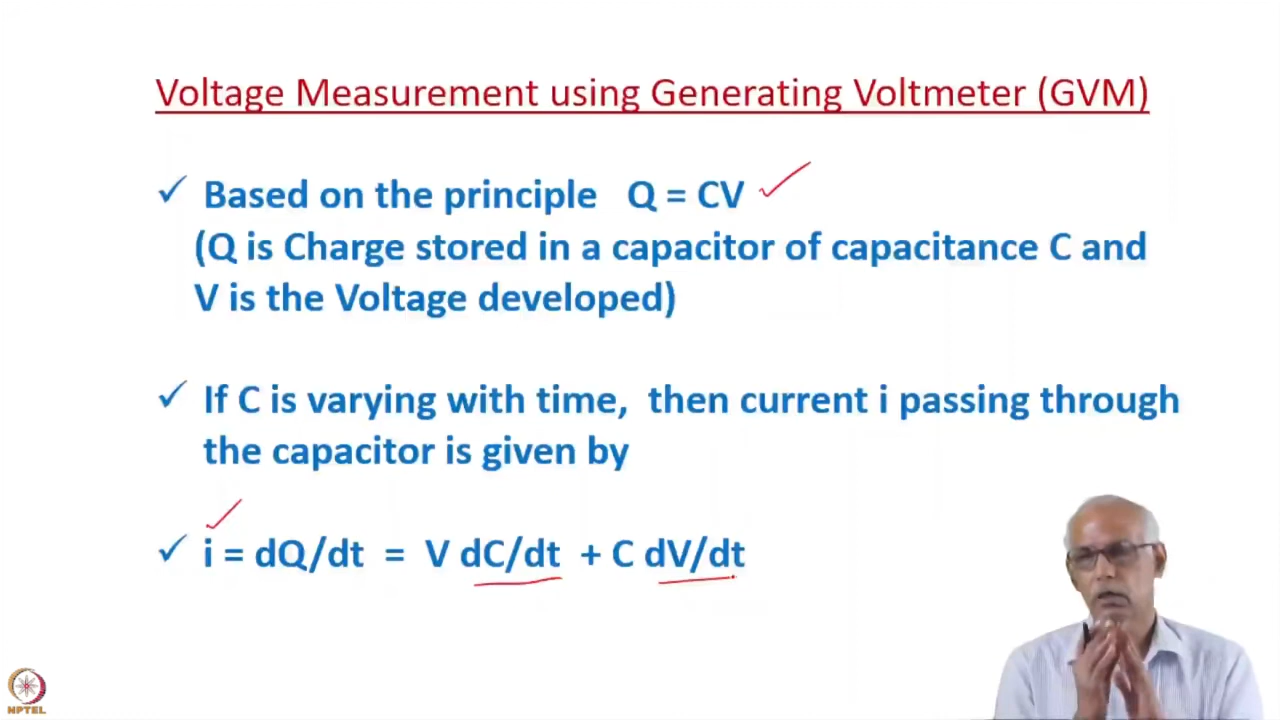 Voltage Measurement using Generating Voltmeter (GVM)
✓ Based on the principle Q = CV
(Q is Charge stored in a capacitor of capacitance C and
V is the Voltage developed)
✓ If C is varying with time, then current i passing through
the capacitor is given by
✓ i = dQ/dt = V dC/dt + C dV/dt
NPTEL